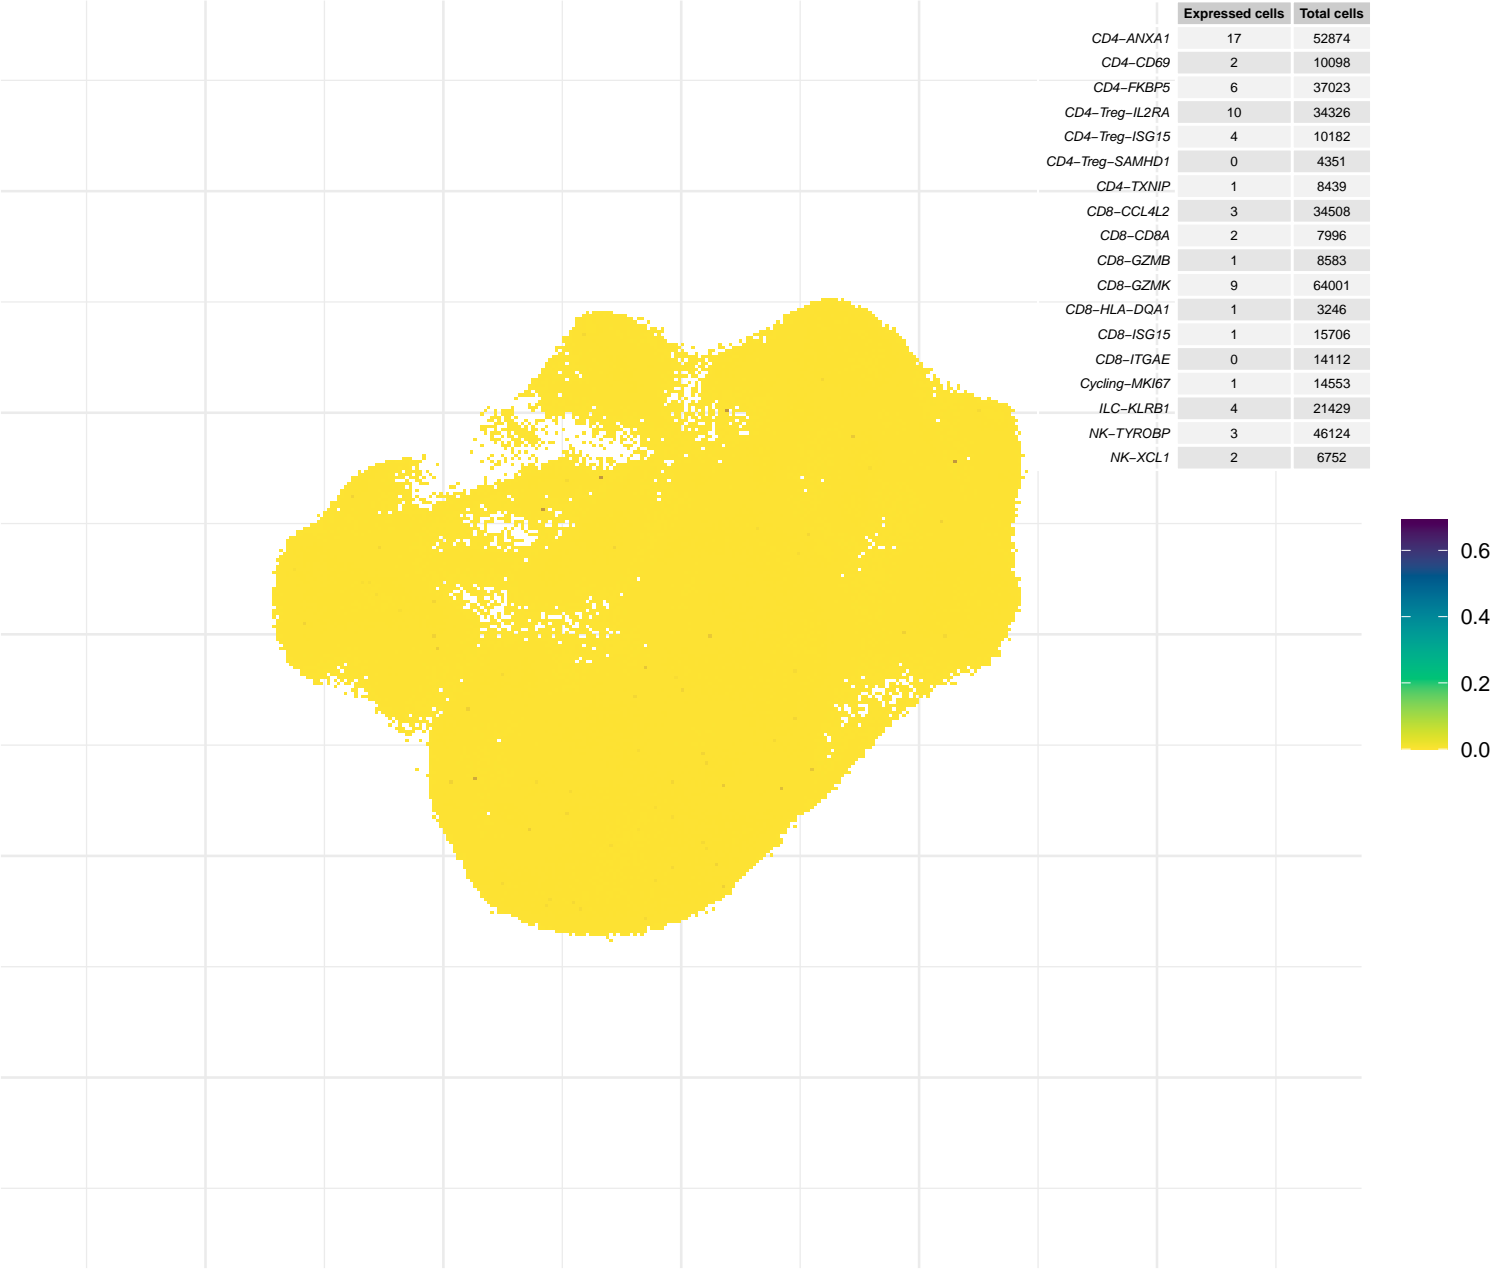 Expressed cells Total cells
CD4−ANXA1 17 52874
CD4−CD69 2 10098
CD4−FKBP5 6 37023
CD4−Treg−IL2RA 10 34326
CD4−Treg−ISG15 4 10182
CD4−Treg−SAMHD1 0 4351
CD4−TXNIP 1 8439
CD8−CCL4L2 3 34508
CD8−CD8A 2 7996
CD8−GZMB 1 8583
CD8−GZMK 9 64001
CD8−HLA−DQA1 1 3246
CD8−ISG15 1 15706
CD8−ITGAE 0 14112
Cycling−MKI67 1 14553
ILC−KLRB1 4 21429
NK−TYROBP 3 46124
NK−XCL1 2 6752
0.6
0.4
0.2
0.0